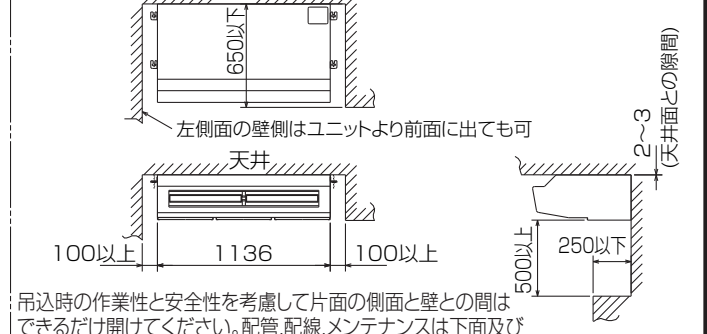 650以下
左側面の壁側はユニットより前面に出ても可
2〜3
(天井面との隙間)
天井
100以上
1136
100以上
500以上
250以下
吊込時の作業性と安全性を考慮して片面の側面と壁との間は
できるだけ開けてください。配管、配線、メンテナンスは下面及び